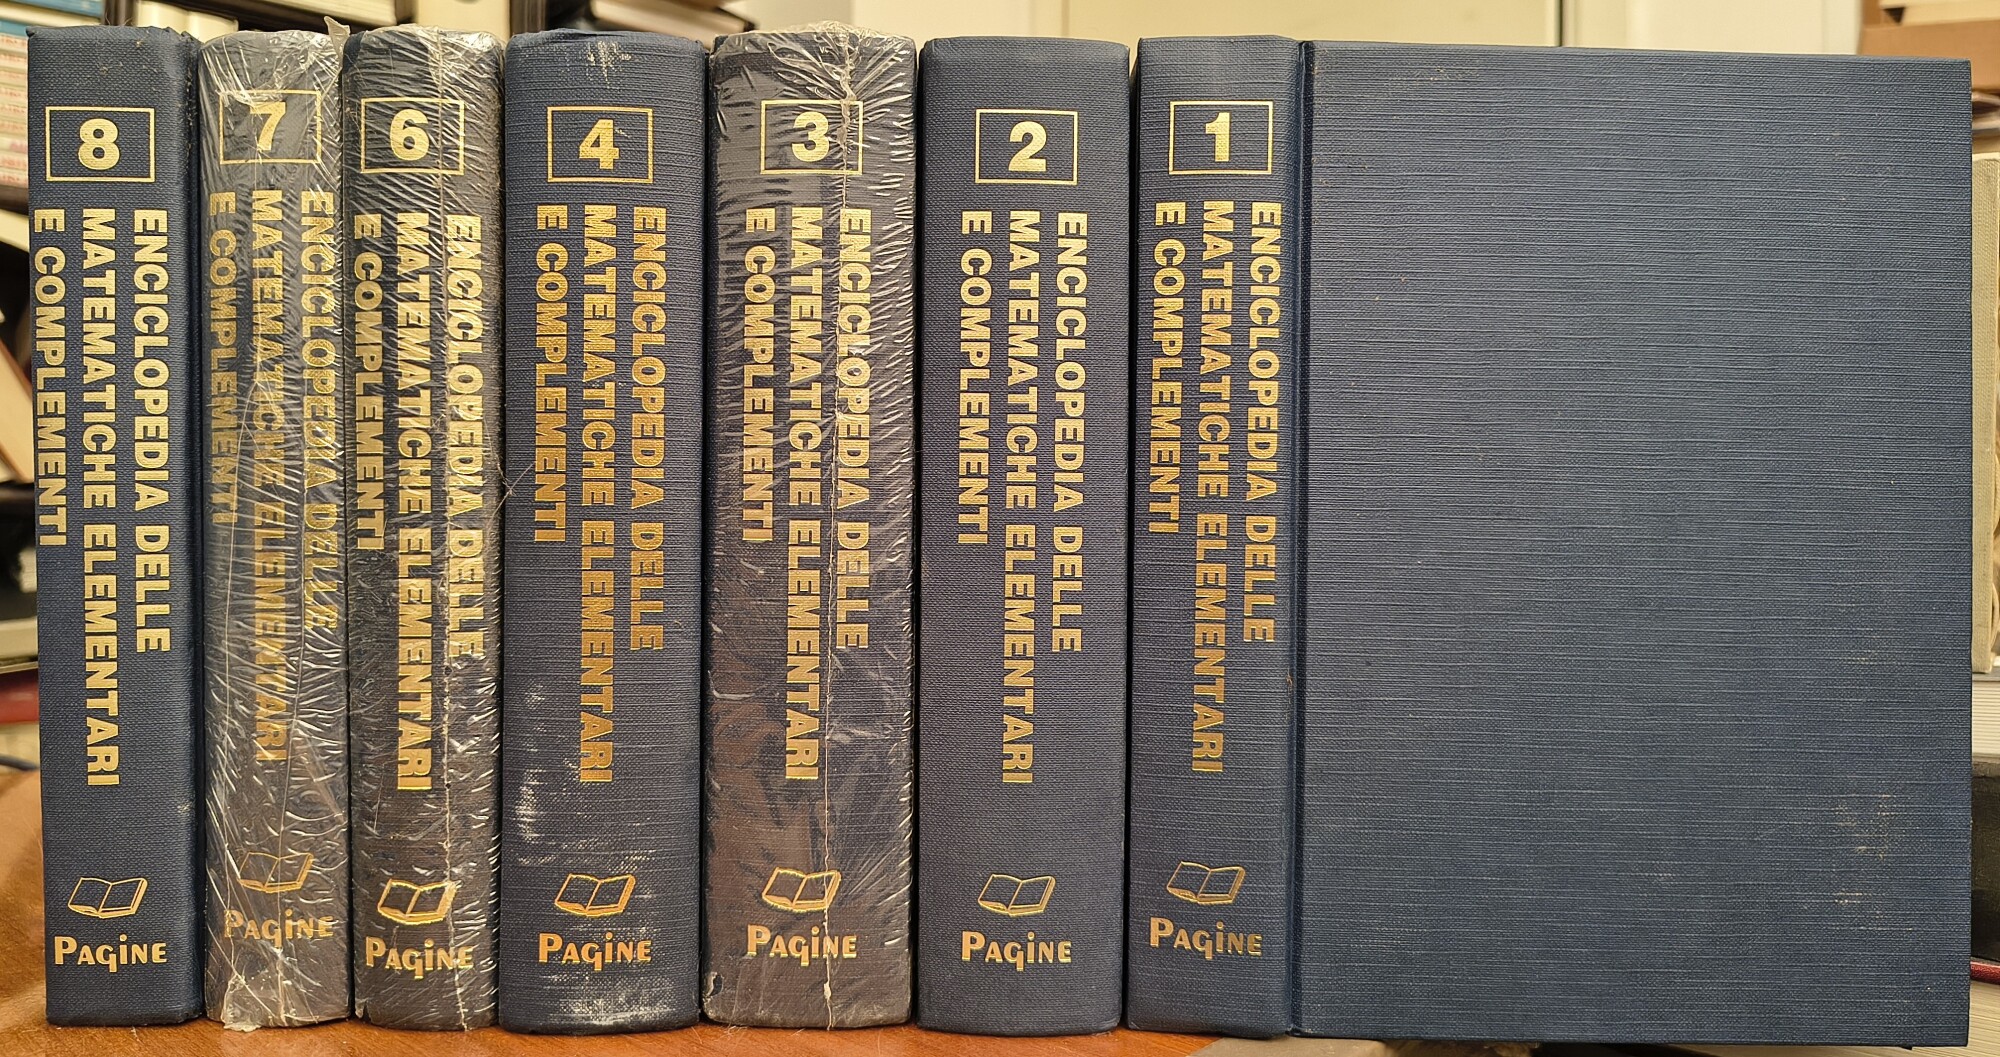 8
ENCICLOPEDIA DELLE
MATEMATICHE ELEMENTARI
E COMPLEMENTI
PAGINE
7
ENCICLOPEDIA DELLE
MATEMATICHE ELEMENTARI
E COMPLEMENTI
PAGINE
6
ENCICLOPEDIA DELLE
MATEMATICHE ELEMENTARI
E COMPLEMENTI
PAGINE
4
ENCICLOPEDIA DELLE
MATEMATICHE ELEMENTARI
E COMPLEMENTI
PAGINE
3
ENCICLOPEDIA DELLE
MATEMATICHE ELEMENTARI
E COMPLEMENTI
PAGINE
2
ENCICLOPEDIA DELLE
MATEMATICHE ELEMENTARI
E COMPLEMENTI
PAGINE
1
ENCICLOPEDIA DELLE
MATEMATICHE ELEMENTARI
E COMPLEMENTI
PAGINE